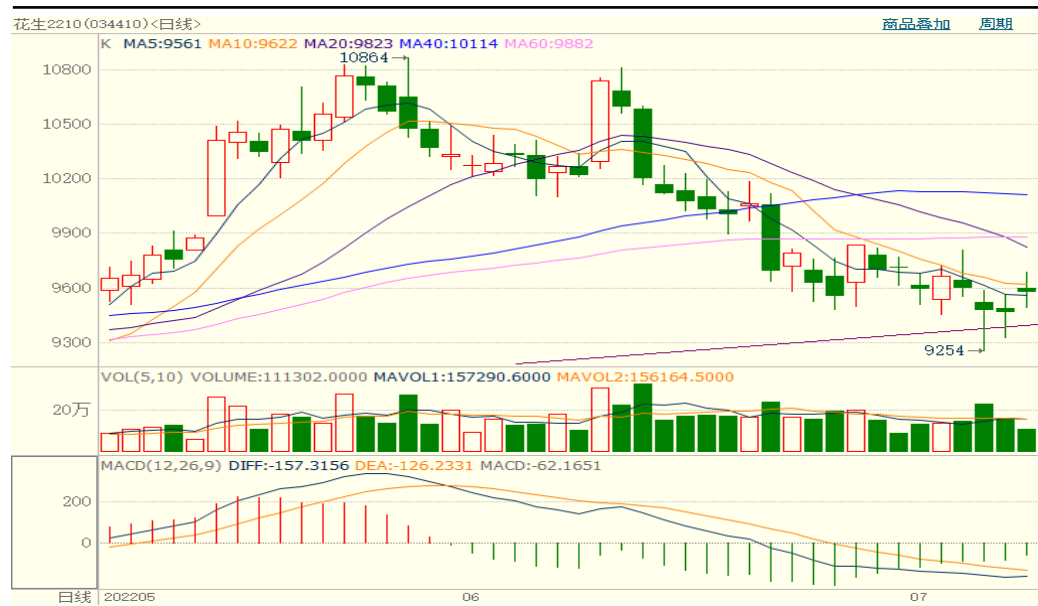 花生2210(034410)<日线> 商品叠加 周期
K MA5:9561 MA10:9622 MA20:9823 MA40:10114 MA60:9882
10864
10800
10500
10200
9900
9600
9300
9254
VOL(5,10) VOLUME:111302.0000 MAVOL1:157290.6000 MAVOL2:156164.5000
20万
MACD(12,26,9) DIFF:-157.3156 DEA:-126.2331 MACD:-62.1651
200
0
日线 202205 06 07